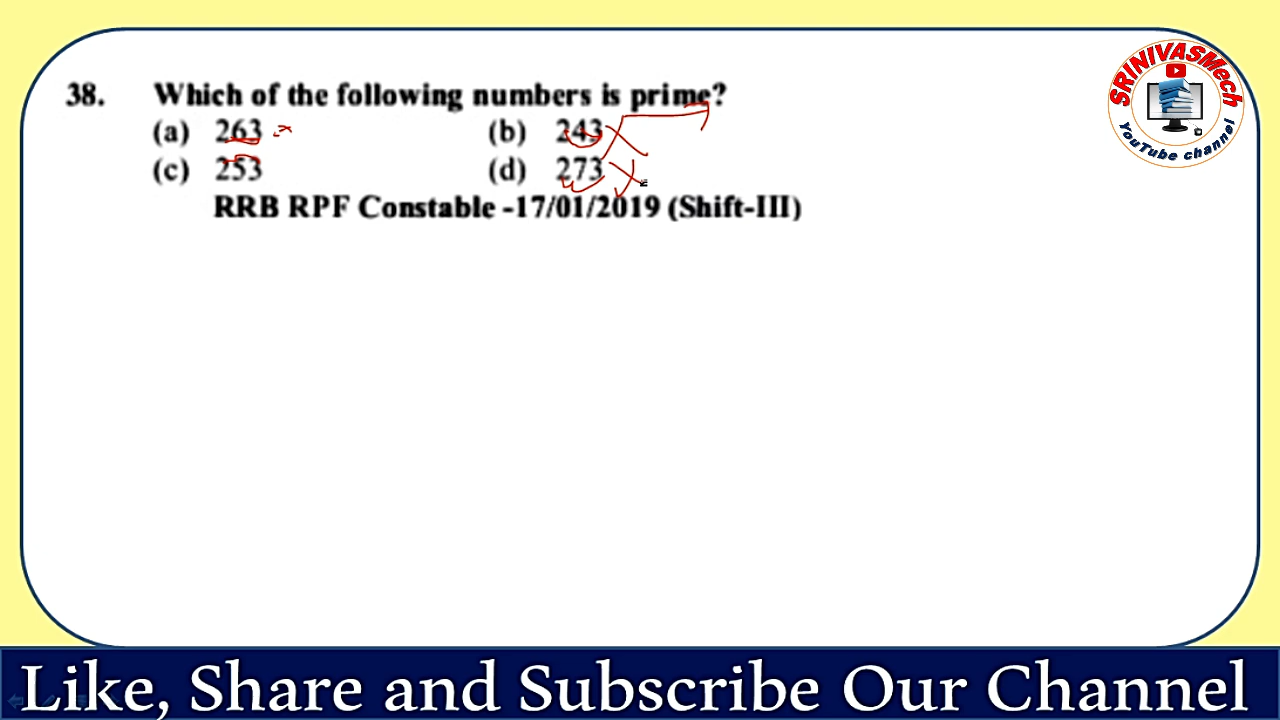 38. Which of the following numbers is prime?
(a) 263 (b) 243
(c) 253 (d) 273
RRB RPF Constable -17/01/2019 (Shift-III)
SRINIVASMech
YouTube channel
Like, Share and Subscribe Our Channel